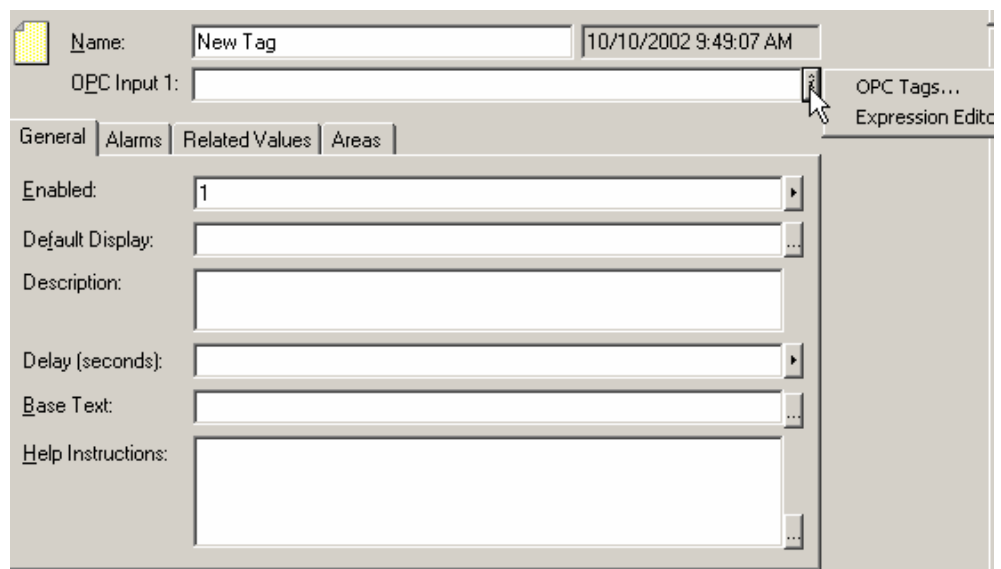 Name: New Tag 10/10/2002 9:49:07 AM
OPC Input 1:
OPC Tags...
Expression Edito
General Alarms Related Values Areas
Enabled: 1
Default Display: ...
Description:
Delay (seconds):
Base Text: ...
Help Instructions:
...